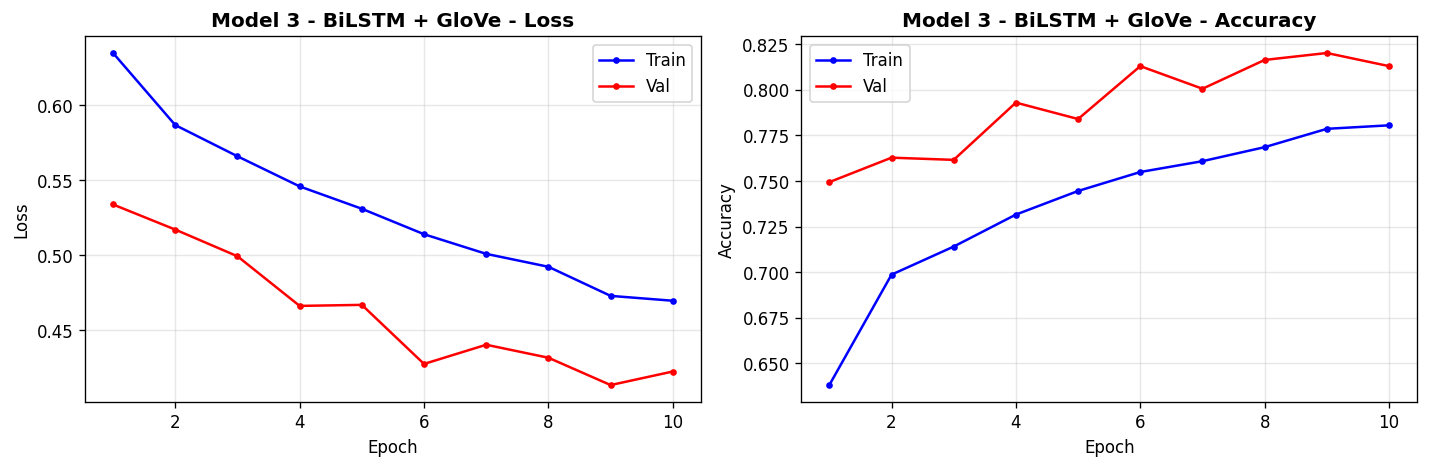 Model 3 - BiLSTM + GloVe - Loss
Train
Val
0.60
0.55
0.50
0.45
Loss
2 4 6 8 10
Epoch
Model 3 - BiLSTM + GloVe - Accuracy
Train
Val
0.825
0.800
0.775
0.750
0.725
0.700
0.675
0.650
Accuracy
2 4 6 8 10
Epoch